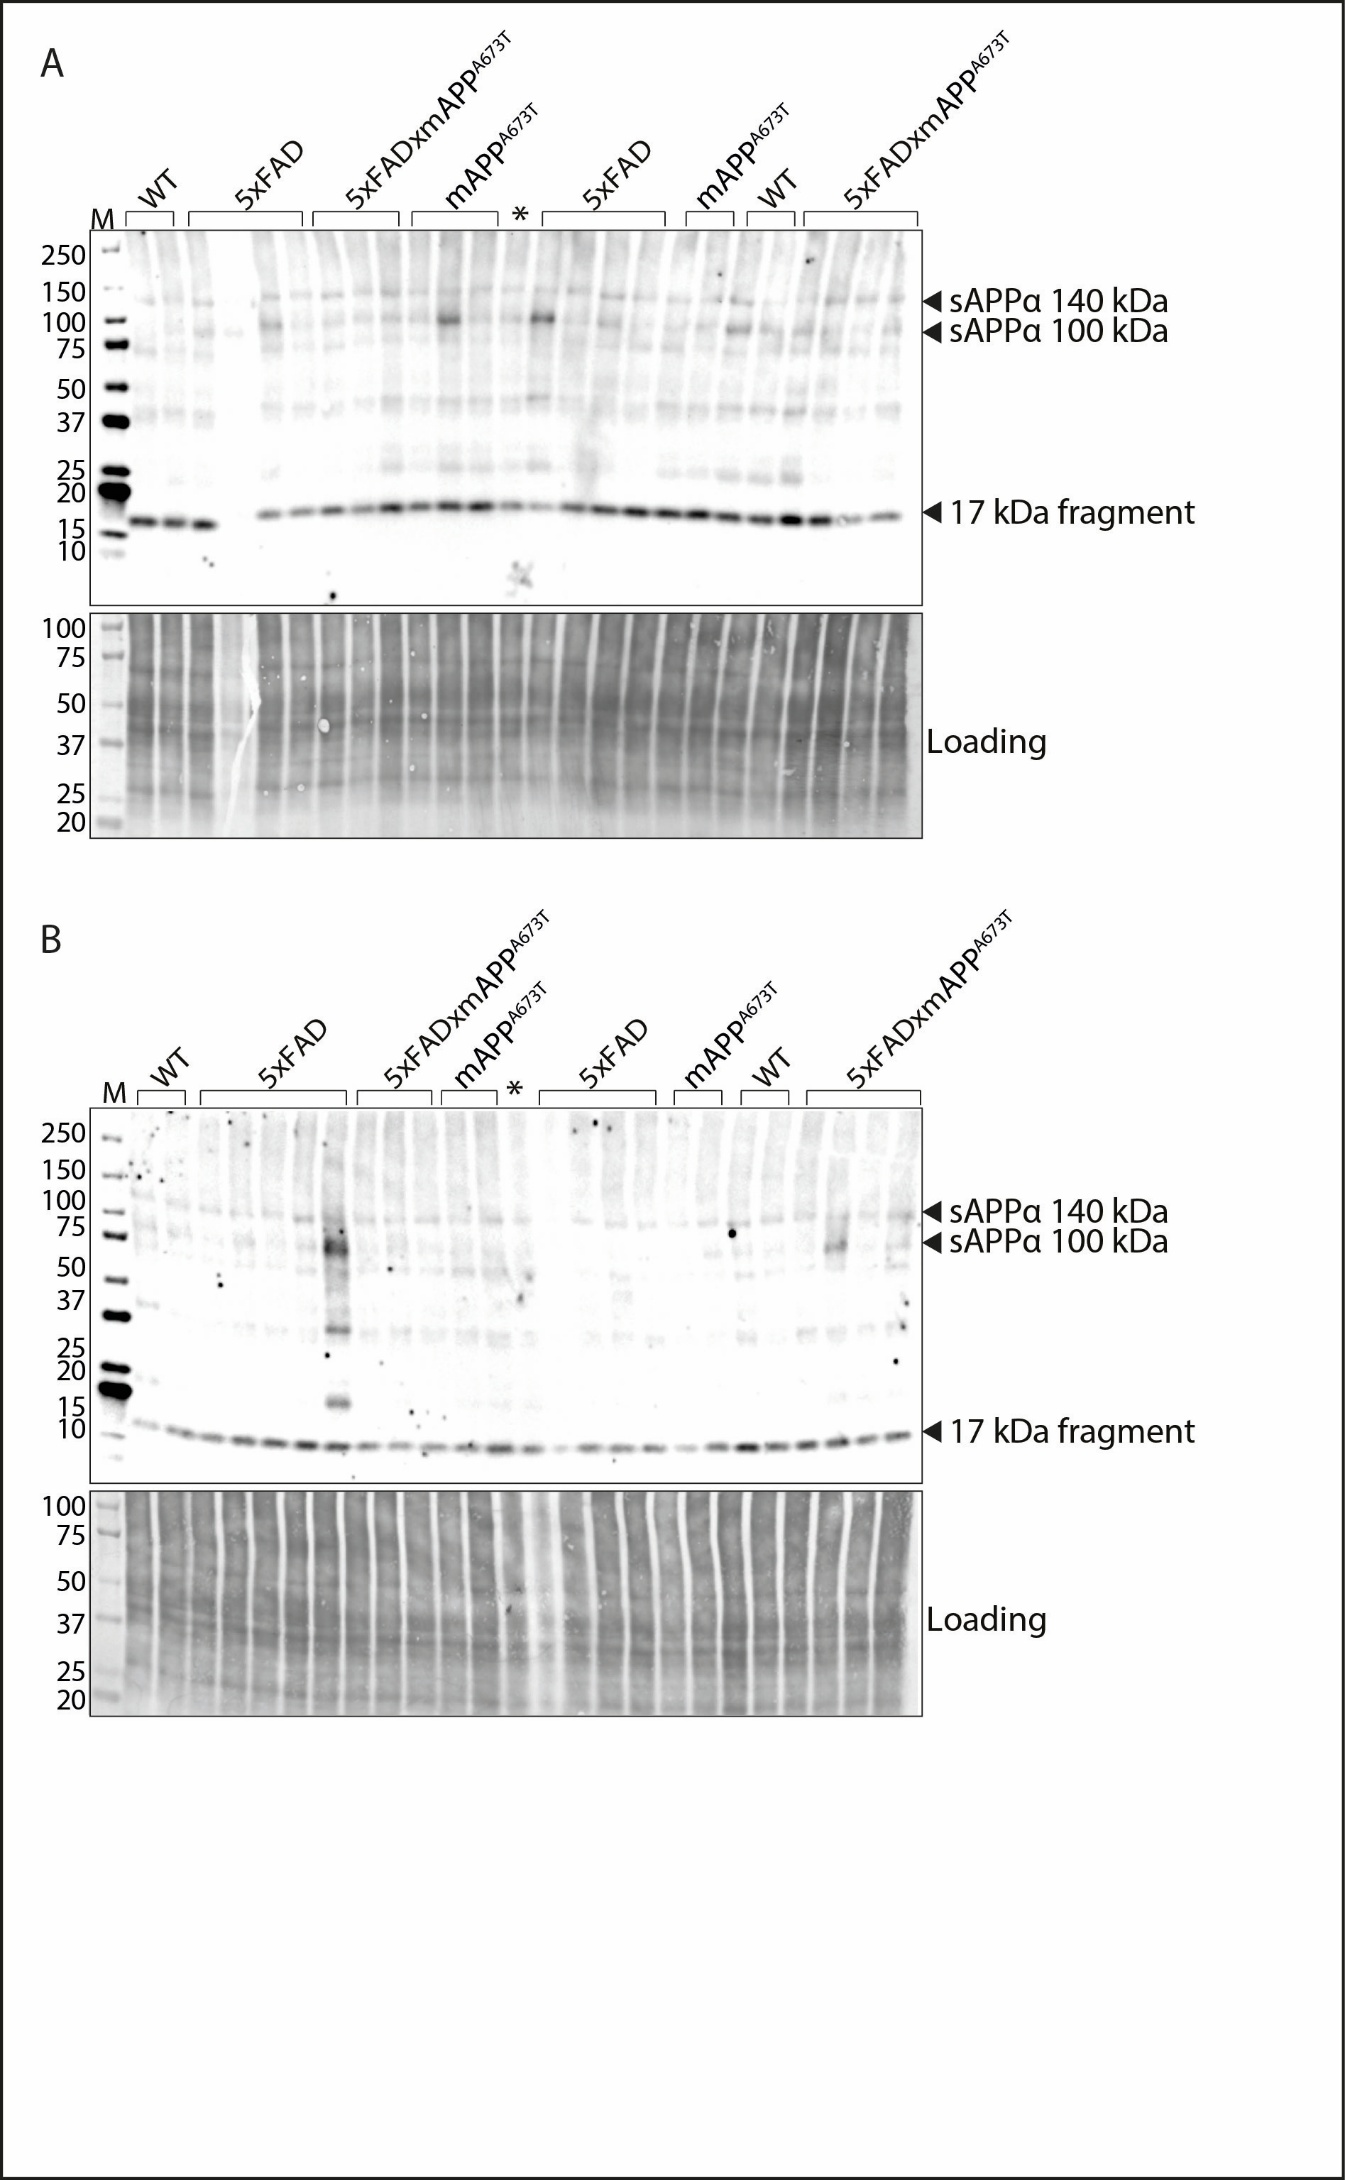 A
WT
5xFAD
5xFADxmAPPA673T
mAPPA673T
*
5xFAD
mAPPA673T
WT
5xFADxmAPPA673T
M
250
150
100
75
50
37
25
20
15
10
sAPPα 140 kDa
sAPPα 100 kDa
17 kDa fragment
100
75
50
37
25
20
Loading
B
WT
5xFAD
5xFADxmAPPA673T
mAPPA673T
*
5xFAD
mAPPA673T
WT
5xFADxmAPPA673T
M
250
150
100
75
50
37
25
20
15
10
sAPPα 140 kDa
sAPPα 100 kDa
17 kDa fragment
100
75
50
37
25
20
Loading